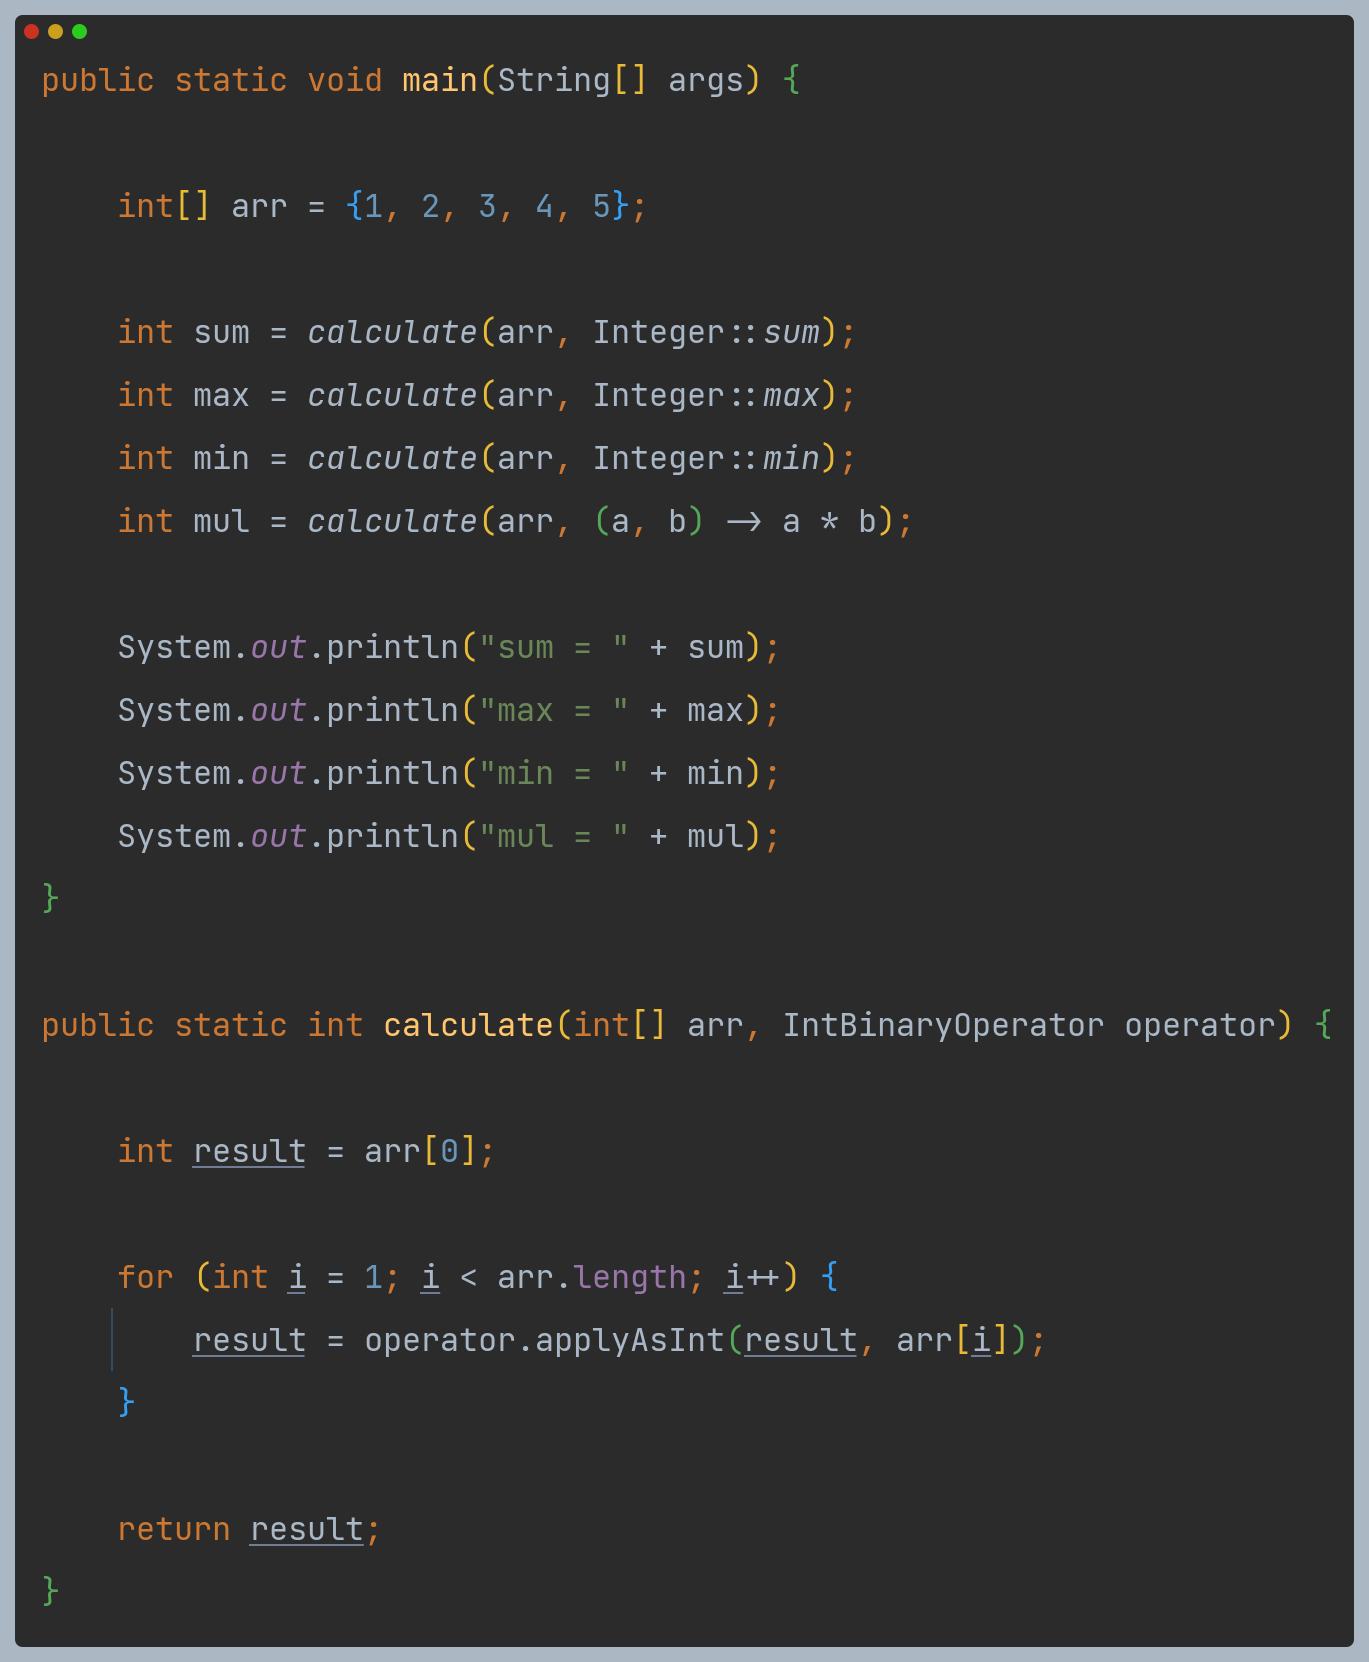 public static void main(String[] args) {
    int[] arr = {1, 2, 3, 4, 5};
    int sum = calculate(arr, Integer::sum);
    int max = calculate(arr, Integer::max);
    int min = calculate(arr, Integer::min);
    int mul = calculate(arr, (a, b) -> a * b);
    System.out.println("sum = " + sum);
    System.out.println("max = " + max);
    System.out.println("min = " + min);
    System.out.println("mul = " + mul);
}
public static int calculate(int[] arr, IntBinaryOperator operator) {
    int result = arr[0];
    for (int i = 1; i < arr.length; i++) {
        result = operator.applyAsInt(result, arr[i]);
    }
    return result;
}